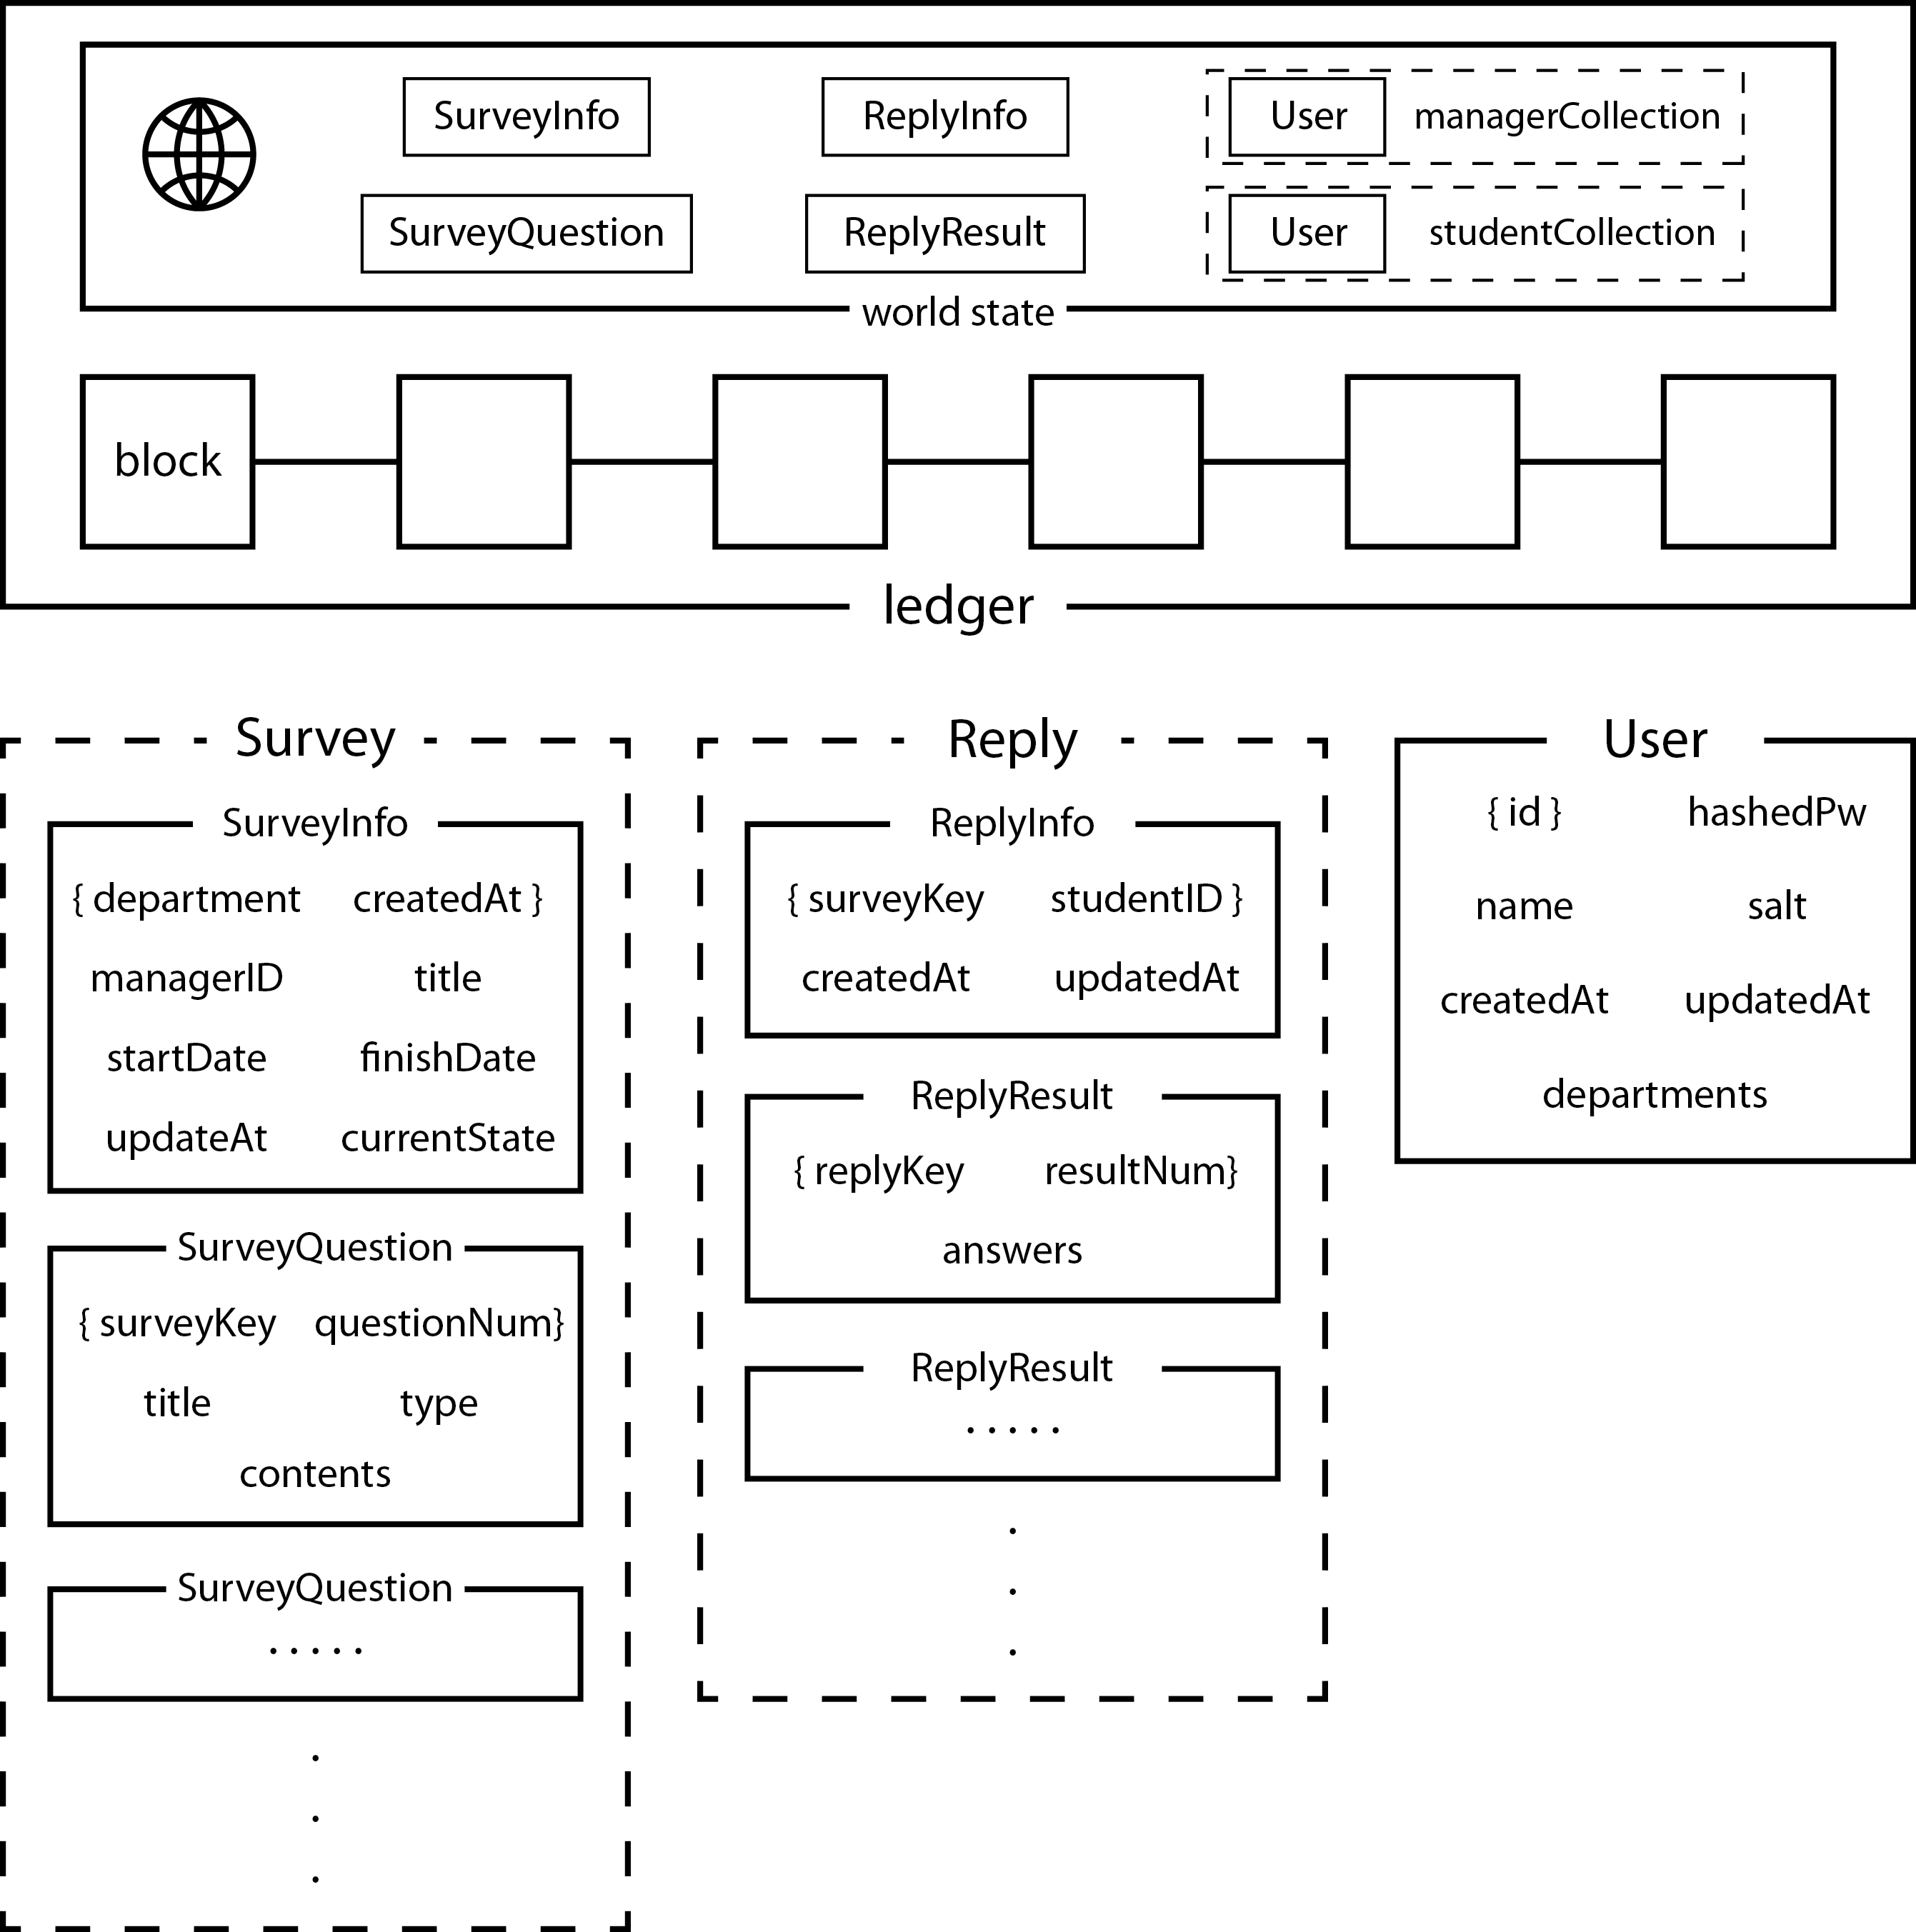 SurveyInfo ReplyInfo User managerCollection
SurveyQuestion ReplyResult User studentCollection
world state
block
ledger
Survey
SurveyInfo
{ department createdAt }
managerID title
startDate finishDate
updateAt currentState
SurveyQuestion
{ surveyKey questionNum}
title type
contents
SurveyQuestion
. . . . .
.
.
.
Reply
ReplyInfo
{ surveyKey studentID }
createdAt updatedAt
ReplyResult
{ replyKey resultNum}
answers
ReplyResult
. . . . .
.
.
.
User
{ id } hashedPw
name salt
createdAt updatedAt
departments